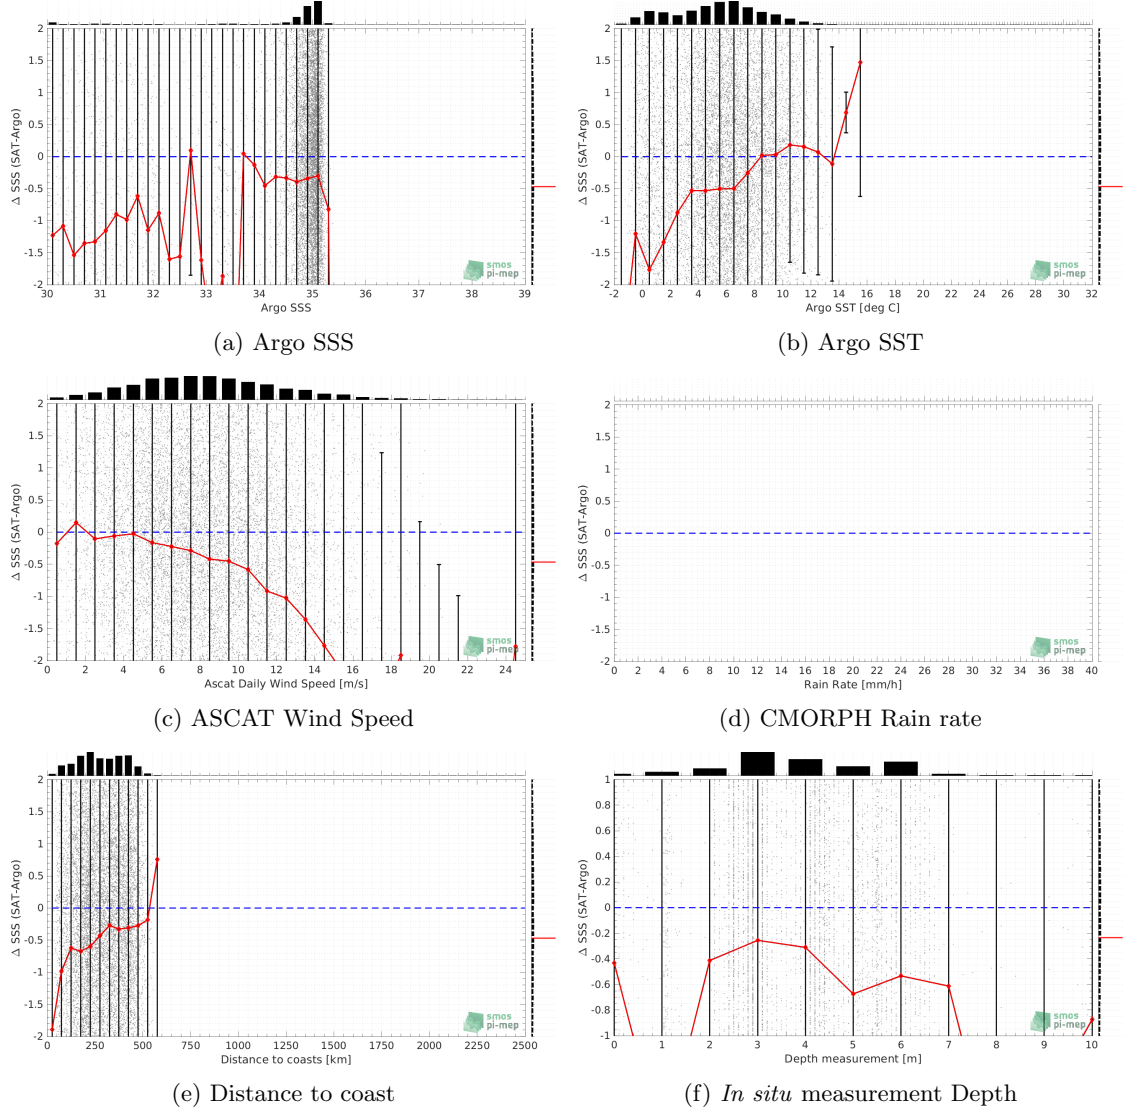 2
1.5
1
0.5
0
-0.5
-1
-1.5
-2
Δ SSS (SAT-Argo)
30 31 32 33 34 35 36 37 38 39
Argo SSS
smos
pi-mep
(a) Argo SSS
2
1.5
1
0.5
0
-0.5
-1
-1.5
-2
Δ SSS (SAT-Argo)
-2 0 2 4 6 8 10 12 14 16 18 20 22 24 26 28 30 32
Argo SST [deg C]
smos
pi-mep
(b) Argo SST
2
1.5
1
0.5
0
-0.5
-1
-1.5
-2
Δ SSS (SAT-Argo)
0 2 4 6 8 10 12 14 16 18 20 22 24
Ascat Daily Wind Speed [m/s]
smos
pi-mep
(c) ASCAT Wind Speed
2
1.5
1
0.5
0
-0.5
-1
-1.5
-2
Δ SSS (SAT-Argo)
0 2 4 6 8 10 12 14 16 18 20 22 24 26 28 30 32 34 36 38 40
Rain Rate [mm/h]
smos
pi-mep
(d) CMORPH Rain rate
2
1.5
1
0.5
0
-0.5
-1
-1.5
-2
Δ SSS (SAT-Argo)
0 250 500 750 1000 1250 1500 1750 2000 2250 2500
Distance to coasts [km]
smos
pi-mep
(e) Distance to coast
1
0.8
0.6
0.4
0.2
0
-0.2
-0.4
-0.6
-0.8
-1
Δ SSS (SAT-Argo)
0 1 2 3 4 5 6 7 8 9 10
Depth measurement [m]
smos
pi-mep
(f) In situ measurement Depth